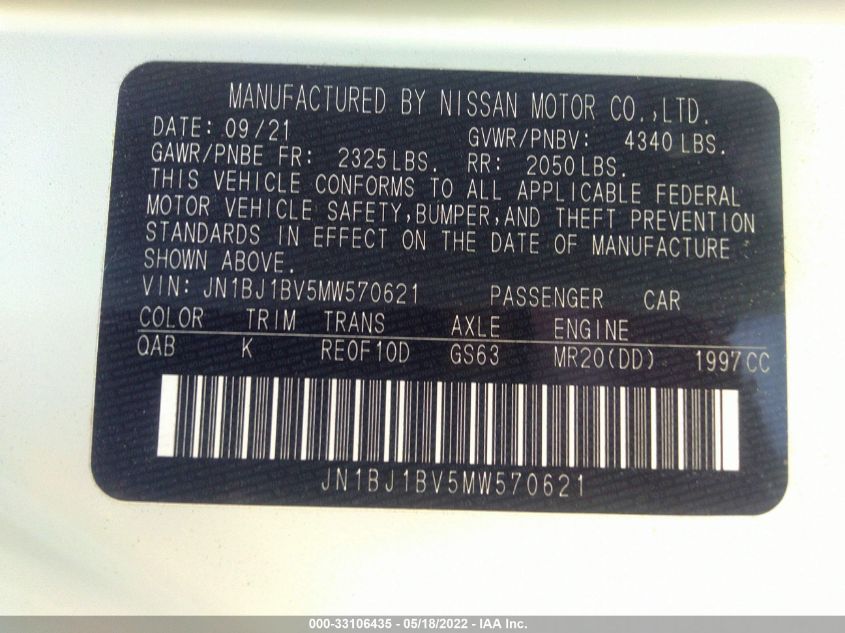 MANUFACTURED BY NISSAN MOTOR CO.,LTD.
DATE: 09/21 GVWR/PNBV: 4340 LBS.
GAWR/PNBE FR: 2325 LBS. RR: 2050 LBS.
THIS VEHICLE CONFORMS TO ALL APPLICABLE FEDERAL
MOTOR VEHICLE SAFETY,BUMPER,AND THEFT PREVENTION
STANDARDS IN EFFECT ON THE DATE OF MANUFACTURE
SHOWN ABOVE.
VIN: JN1BJ1BV5MW570621 PASSENGER CAR
COLOR TRIM TRANS AXLE ENGINE
QAB K RE0F10D GS63 MR20(DD) 1997CC
JN1BJ1BV5MW570621
000-33106435 - 05/18/2022 - IAA Inc.